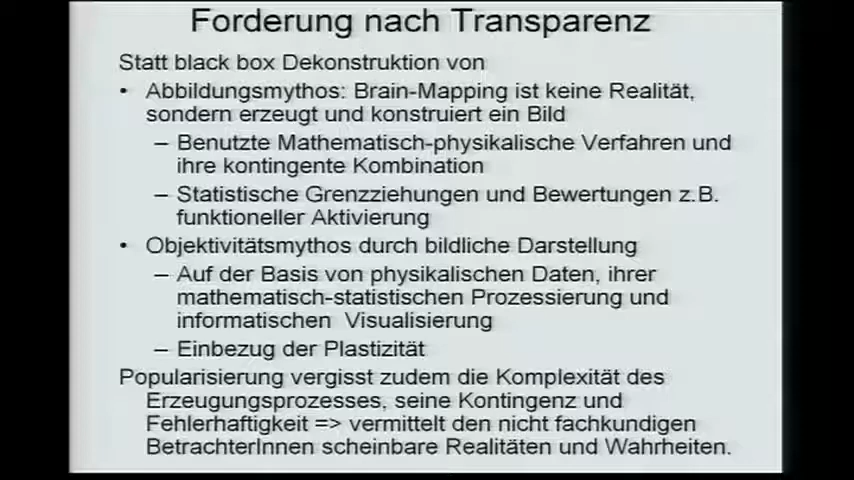 Forderung nach Transparenz
Statt black box Dekonstruktion von
• Abbildungsmythos: Brain-Mapping ist keine Realität,
sondern erzeugt und konstruiert ein Bild
– Benutzte Mathematisch-physikalische Verfahren und
ihre kontingente Kombination
– Statistische Grenzziehungen und Bewertungen z.B.
funktioneller Aktivierung
• Objektivitätsmythos durch bildliche Darstellung
– Auf der Basis von physikalischen Daten, ihrer
mathematisch-statistischen Prozessierung und
informatischen Visualisierung
– Einbezug der Plastizität
Popularisierung vergisst zudem die Komplexität des
Erzeugungsprozesses, seine Kontingenz und
Fehlerhaftigkeit => vermittelt den nicht fachkundigen
BetrachterInnen scheinbare Realitäten und Wahrheiten.